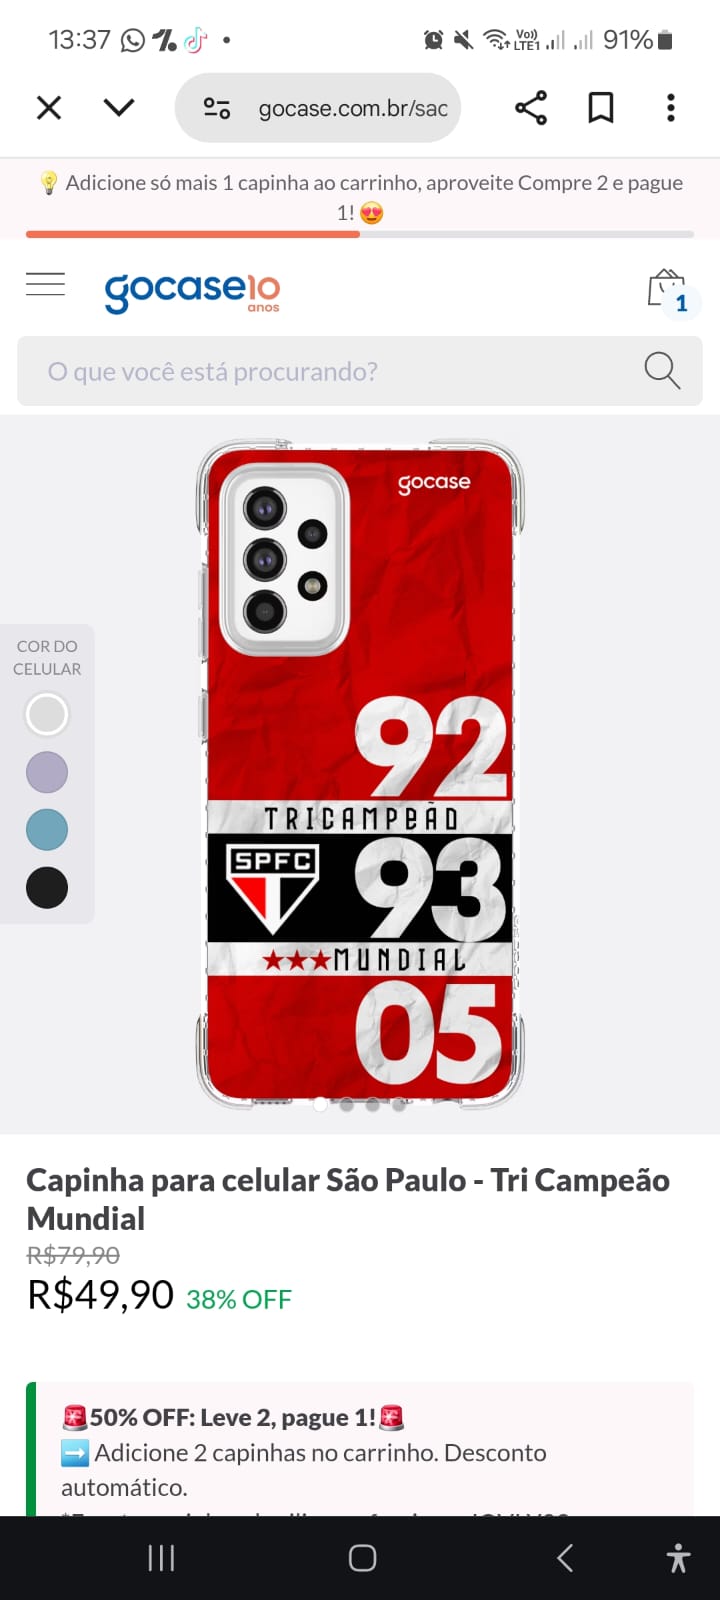 13:37
Vo))
LTE1
91%
gocase.com.br/sac
Adicione só mais 1 capinha ao carrinho, aproveite Compre 2 e pague
1!
gocase10
anos
1
O que você está procurando?
gocase
COR DO
CELULAR
92
TRICAMPEÃO
SPFC
93
★★★MUNDIAL
05
Capinha para celular São Paulo - Tri Campeão
Mundial
R$79,90
R$49,90 38% OFF
🚨50% OFF: Leve 2, pague 1!🚨
➡️ Adicione 2 capinhas no carrinho. Desconto
automático.